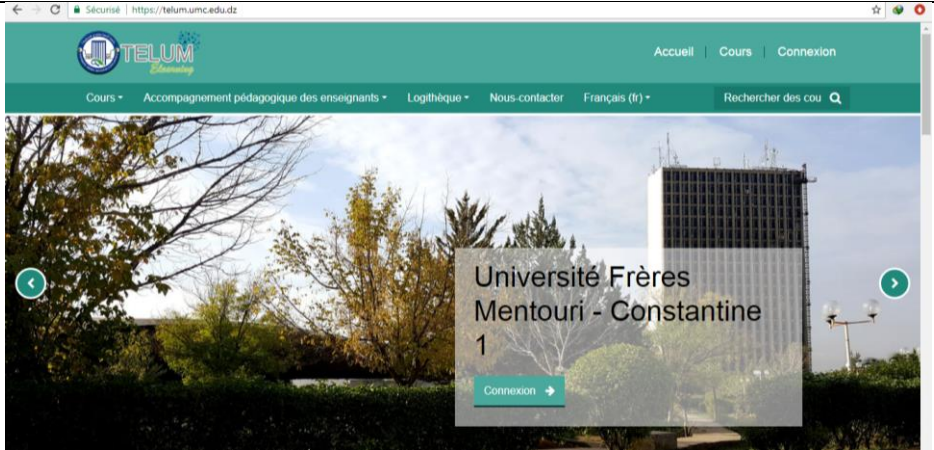 Sécurisé | https://telum.umc.edu.dz
TELUM
Elearning
Accueil | Cours | Connexion
Cours Accompagnement pédagogique des enseignants Logithèque Nous-contacter Français (fr) Rechercher des cou
Université Frères
Mentouri - Constantine
1
Connexion